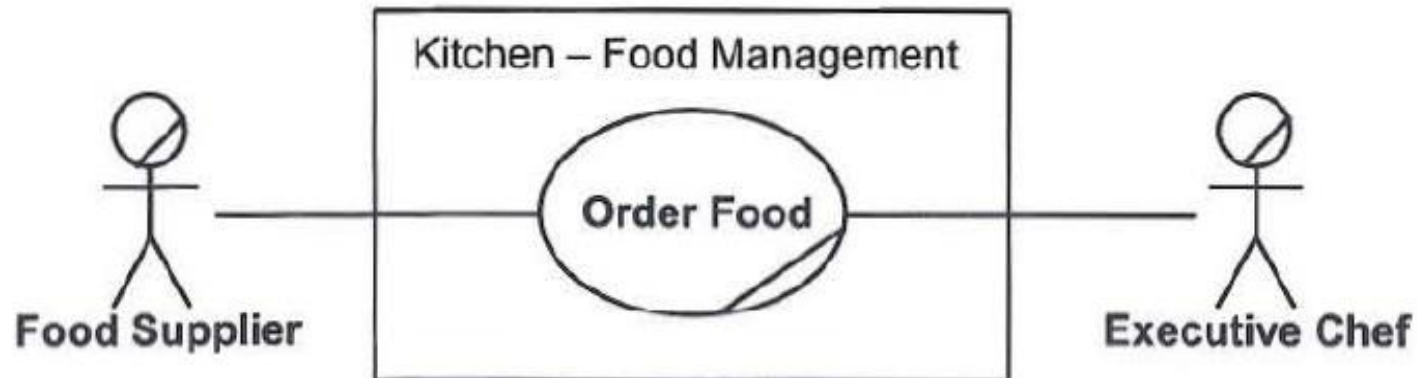 Kitchen – Food Management
Order Food
Food Supplier
Executive Chef